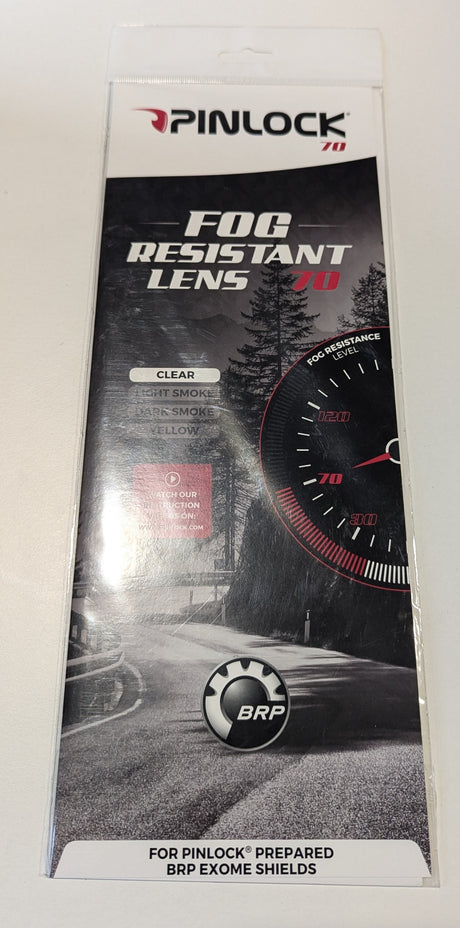 PINLOCK®
70
FOG
RESISTANT
LENS 70
FOG RESISTANCE
LEVEL
CLEAR
LIGHT SMOKE
DARK SMOKE
YELLOW
120
70
30
BRP
FOR PINLOCK® PREPARED
BRP EXOME SHIELDS